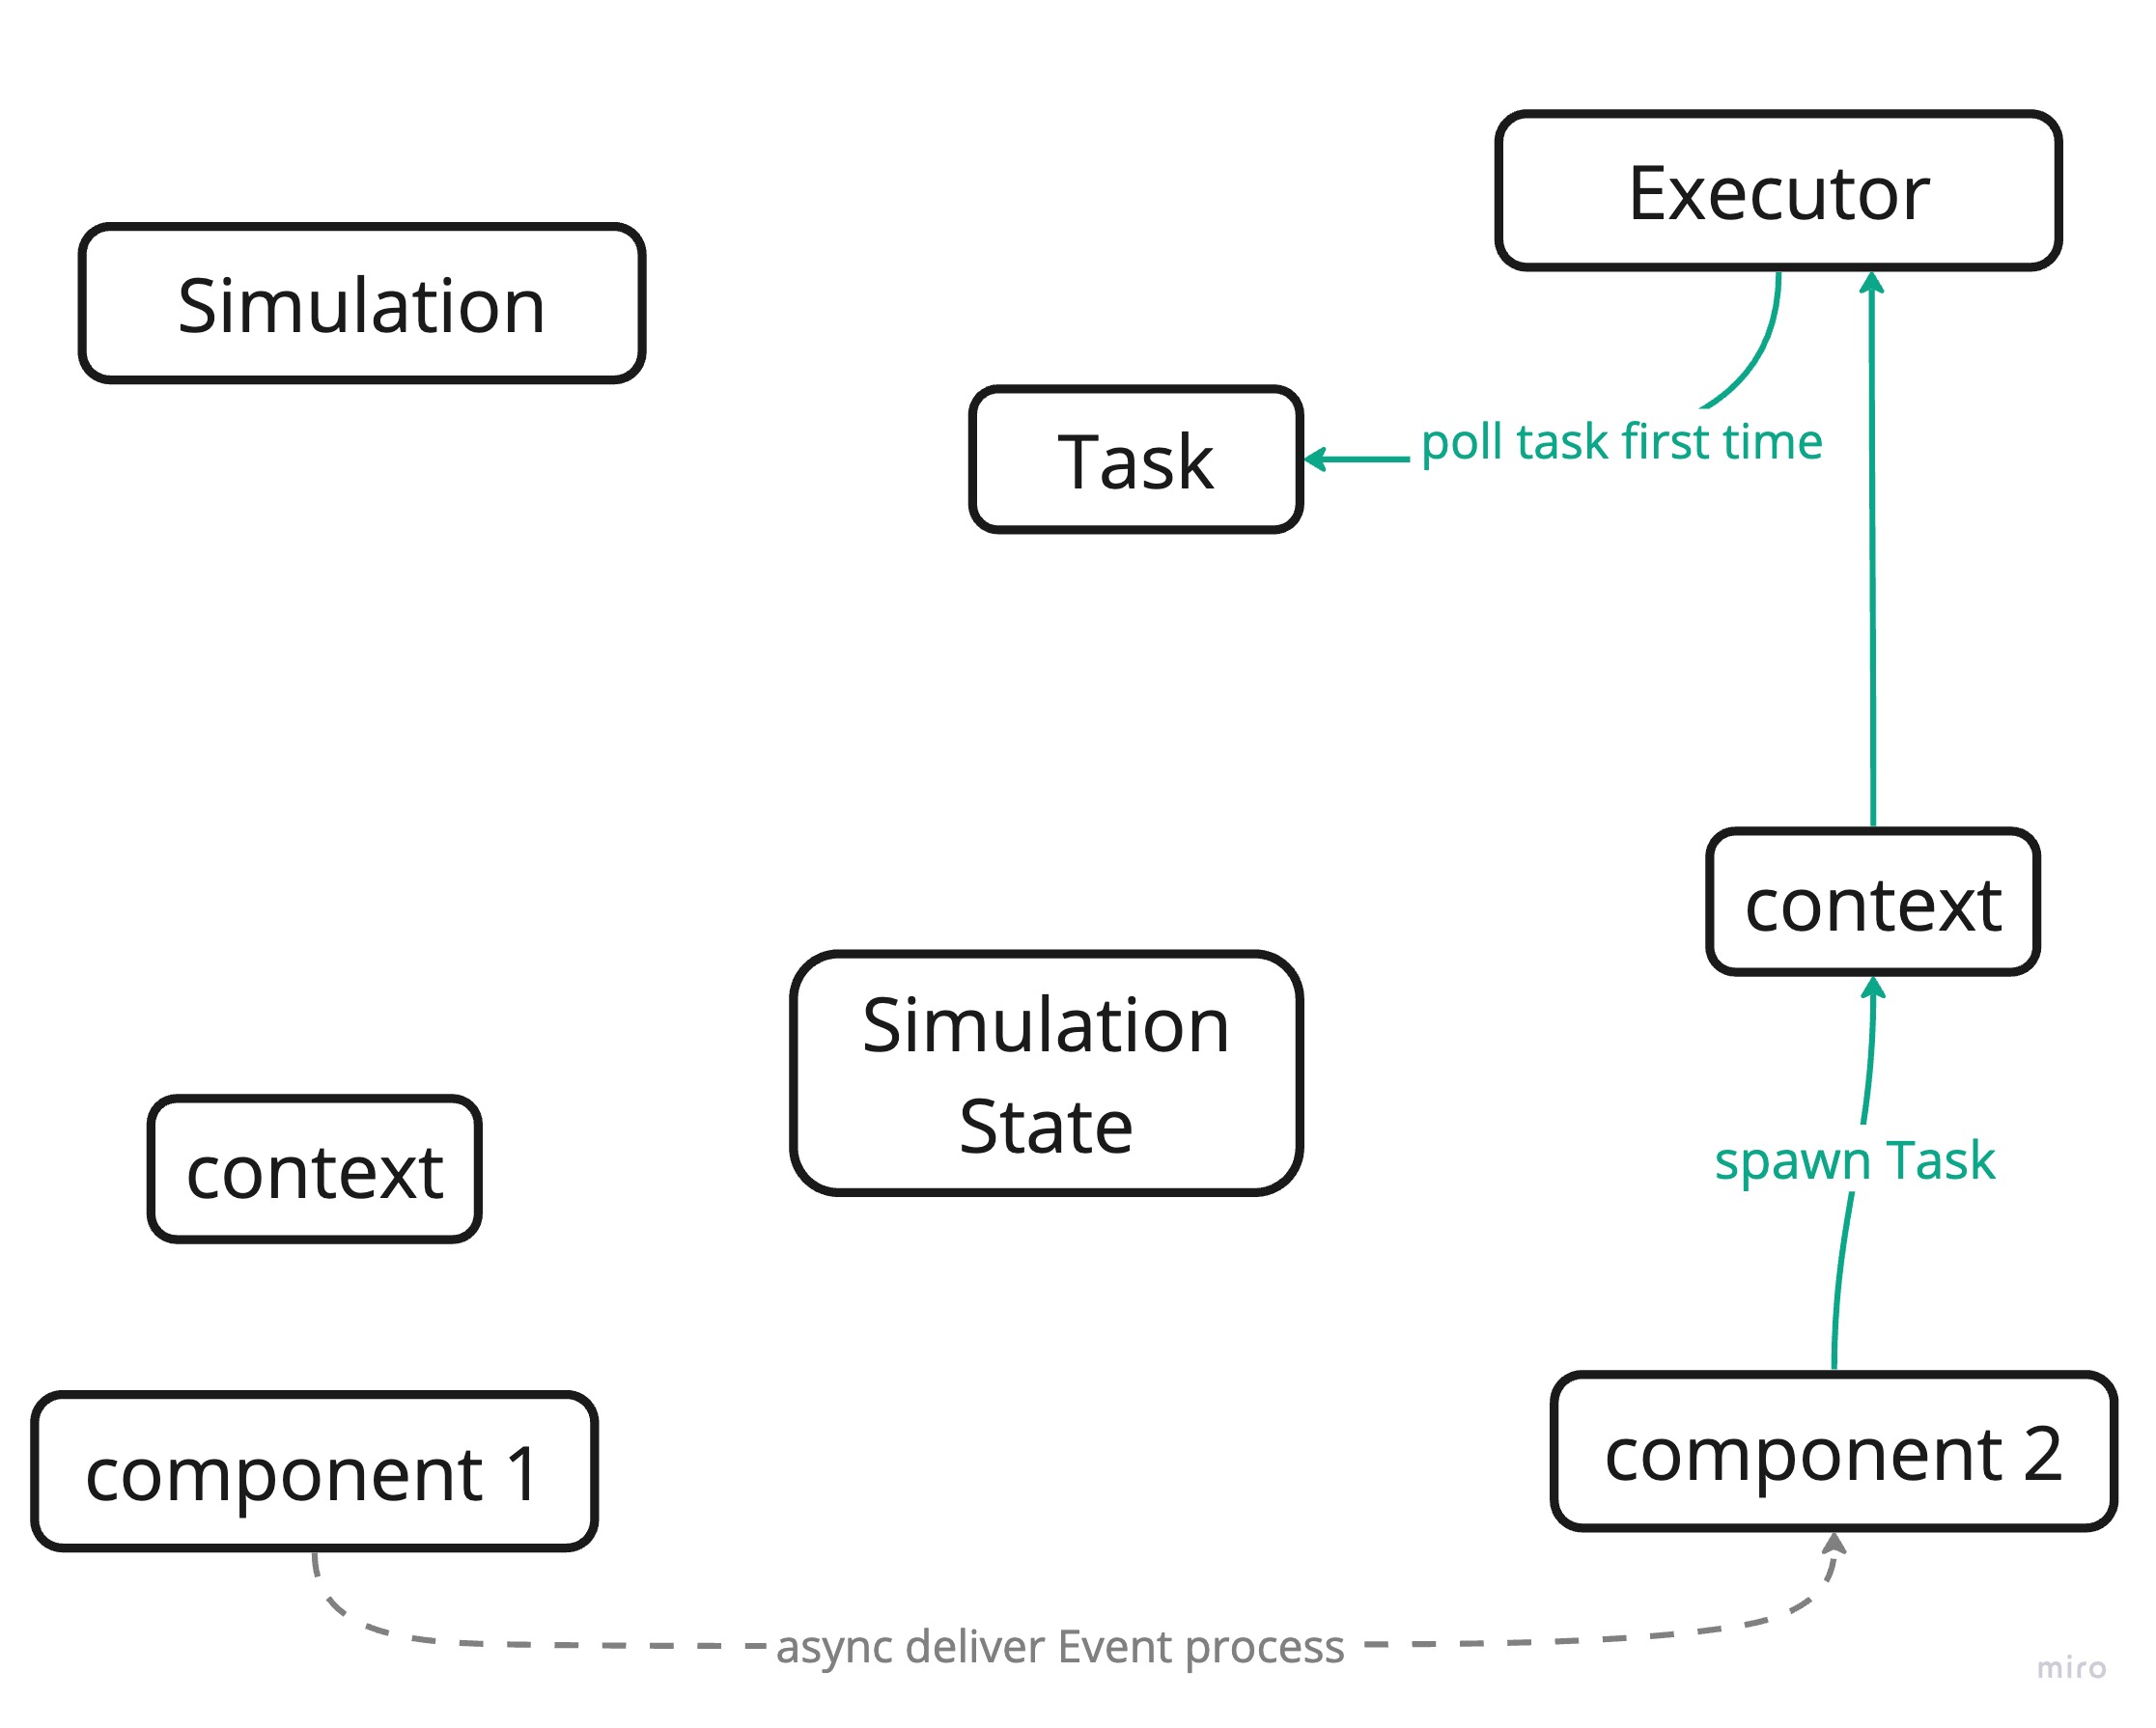 Executor
Simulation
poll task first time
Task
context
Simulation
State
context
spawn Task
component 2
component 1
async deliver Event process
miro